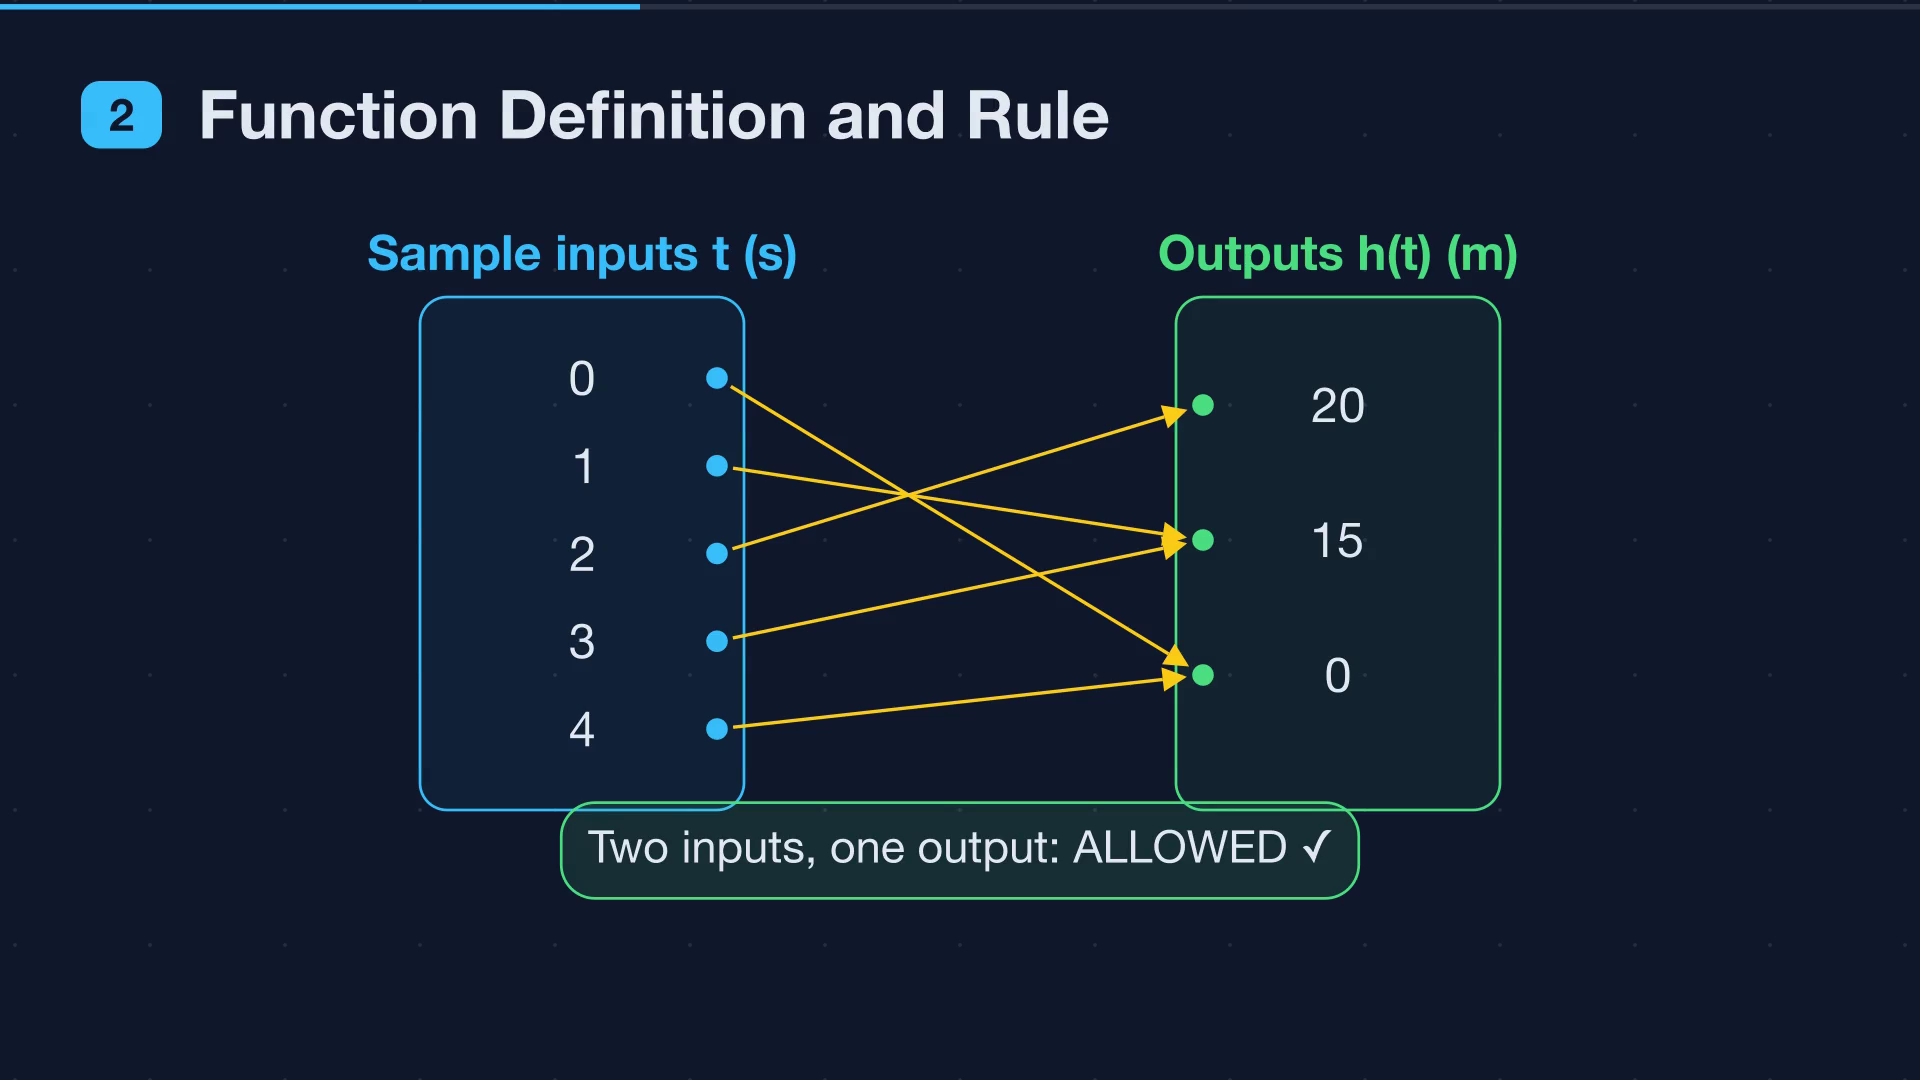 2 Function Definition and Rule
Sample inputs t (s)
Outputs h(t) (m)
0
1
2
3
4
20
15
0
Two inputs, one output: ALLOWED ✓